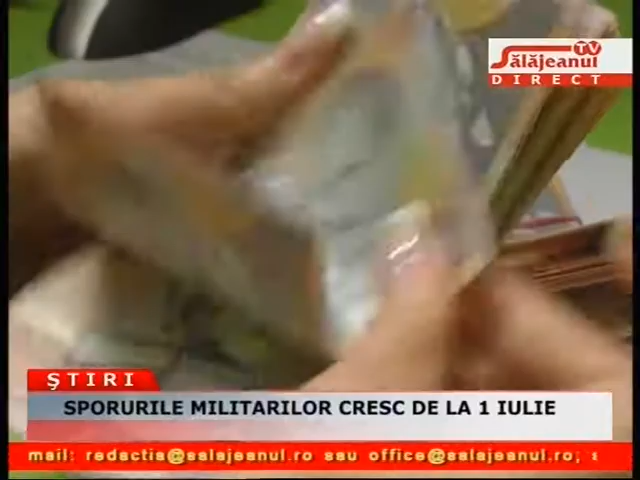 TV
Sălăjeanul
DIRECT
ŞTIRI
SPORURILE MILITARILOR CRESC DE LA 1 IULIE
mail: redactia@salajeanul.ro sau office@salajeanul.ro; s